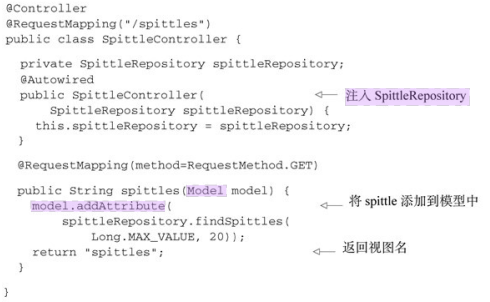 @Controller
@RequestMapping("/spittles")
public class SpittleController {
private SpittleRepository spittleRepository;
@Autowired
public SpittleController( 注入 SpittleRepository
SpittleRepository spittleRepository) {
this.spittleRepository = spittleRepository;
}
@RequestMapping(method=RequestMethod.GET)
public String spittles(Model model) {
model.addAttribute( 将 spittle 添加到模型中
spittleRepository.findSpittles(
Long.MAX_VALUE, 20));
return "spittles"; 返回视图名
}
}